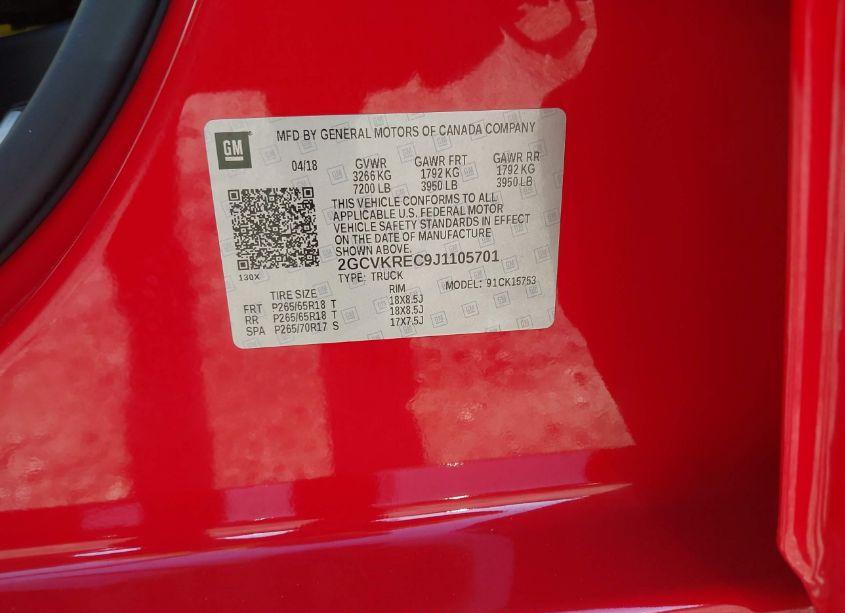 GM
MFD BY GENERAL MOTORS OF CANADA COMPANY
04/18 GVWR GAWR FRT GAWR RR
3266 KG 1792 KG 1792 KG
7200 LB 3950 LB 3950 LB
THIS VEHICLE CONFORMS TO ALL
APPLICABLE U.S. FEDERAL MOTOR
VEHICLE SAFETY STANDARDS IN EFFECT
ON THE DATE OF MANUFACTURE
SHOWN ABOVE.
2GCVKREC9J1105701
130X TYPE: TRUCK MODEL: 91CK15753
TIRE SIZE RIM
FRT P265/65R18 T 18X8.5J
RR P265/65R18 T 18X8.5J
SPA P265/70R17 S 17X7.5J